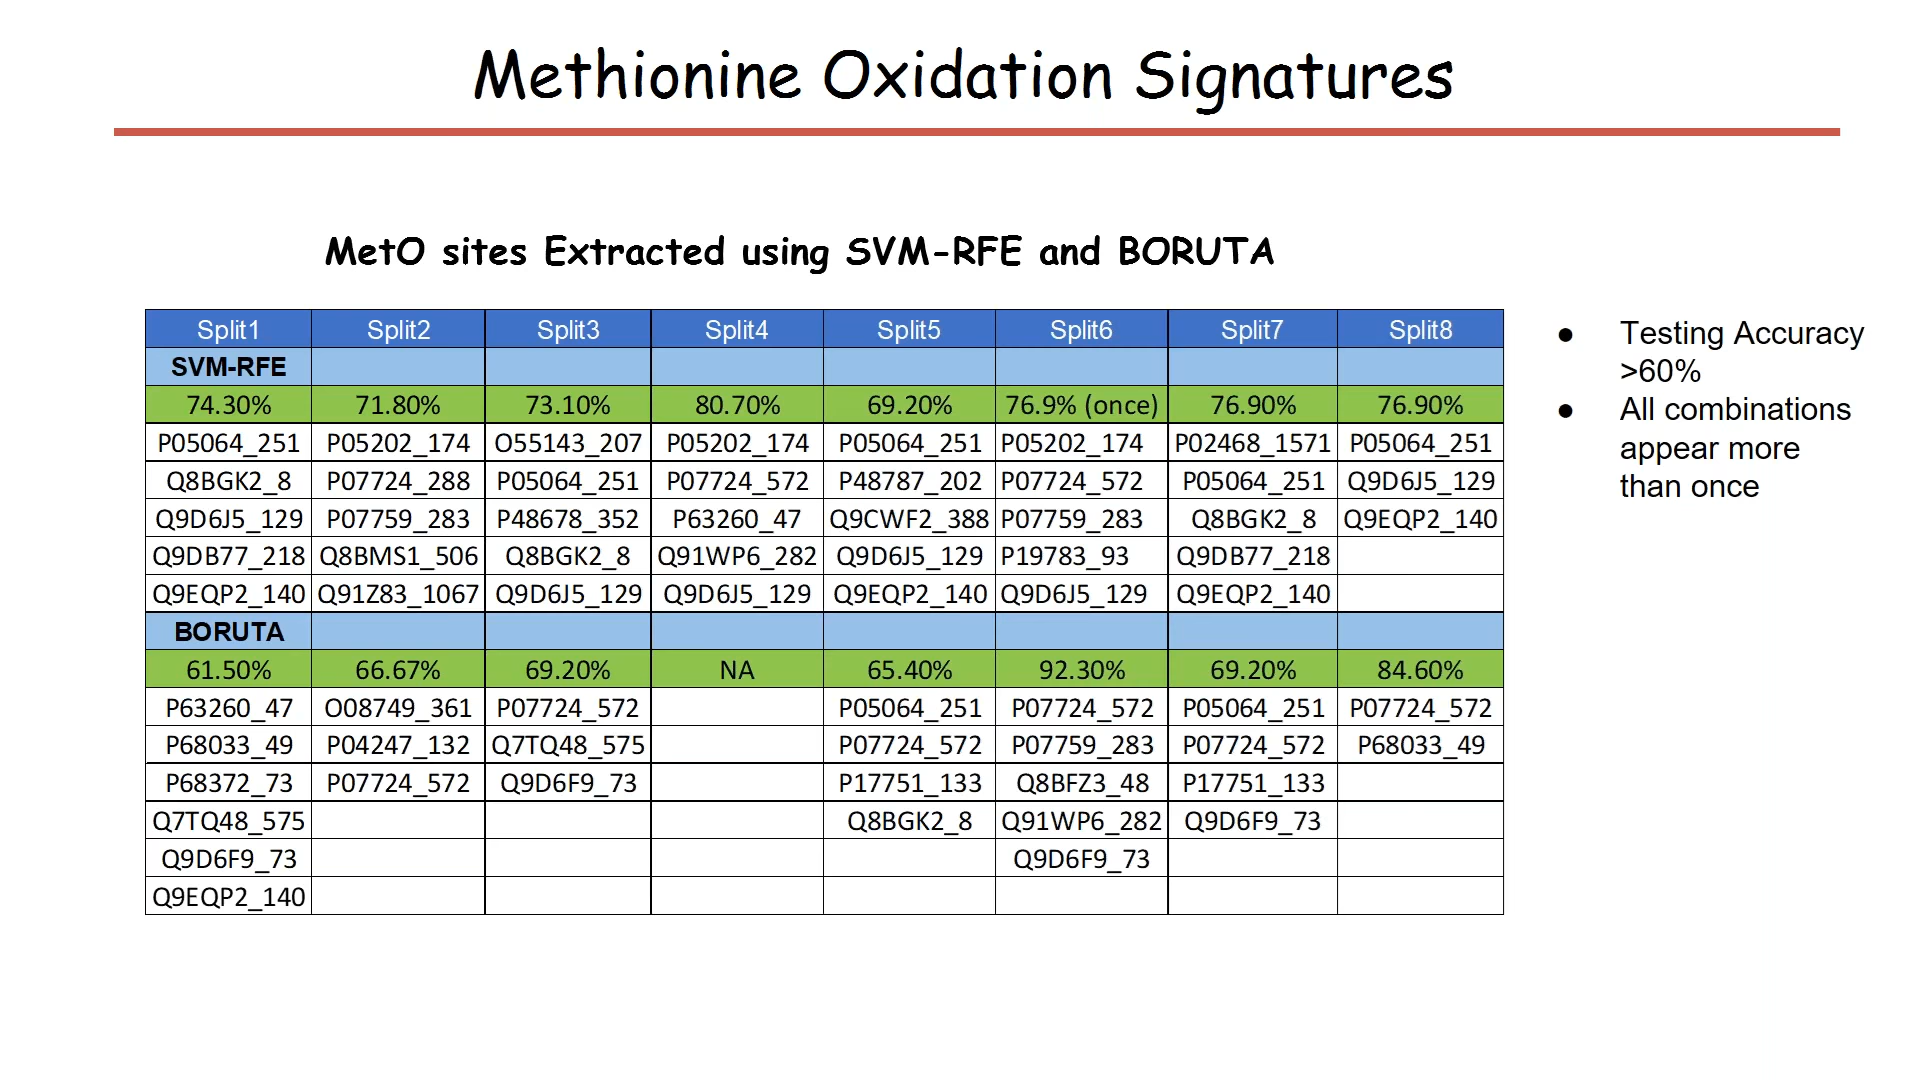 Methionine Oxidation Signatures
MetO sites Extracted using SVM-RFE and BORUTA
Split1 Split2 Split3 Split4 Split5 Split6 Split7 Split8
SVM-RFE
74.30% 71.80% 73.10% 80.70% 69.20% 76.9% (once) 76.90% 76.90%
P05064_251 P05202_174 O55143_207 P05202_174 P05064_251 P05202_174 P02468_1571 P05064_251
Q8BGK2_8 P07724_288 P05064_251 P07724_572 P48787_202 P07724_572 P05064_251 Q9D6J5_129
Q9D6J5_129 P07759_283 P48678_352 P63260_47 Q9CWF2_388 P07759_283 Q8BGK2_8 Q9EQP2_140
Q9DB77_218 Q8BMS1_506 Q8BGK2_8 Q91WP6_282 Q9D6J5_129 P19783_93 Q9DB77_218
Q9EQP2_140 Q91Z83_1067 Q9D6J5_129 Q9D6J5_129 Q9EQP2_140 Q9D6J5_129 Q9EQP2_140
BORUTA
61.50% 66.67% 69.20% NA 65.40% 92.30% 69.20% 84.60%
P63260_47 O08749_361 P07724_572 P05064_251 P07724_572 P05064_251 P07724_572
P68033_49 P04247_132 Q7TQ48_575 P07724_572 P07759_283 P07724_572 P68033_49
P68372_73 P07724_572 Q9D6F9_73 P17751_133 Q8BFZ3_48 P17751_133
Q7TQ48_575 Q8BGK2_8 Q91WP6_282 Q9D6F9_73
Q9D6F9_73 Q9D6F9_73
Q9EQP2_140
● Testing Accuracy
>60%
● All combinations
appear more
than once